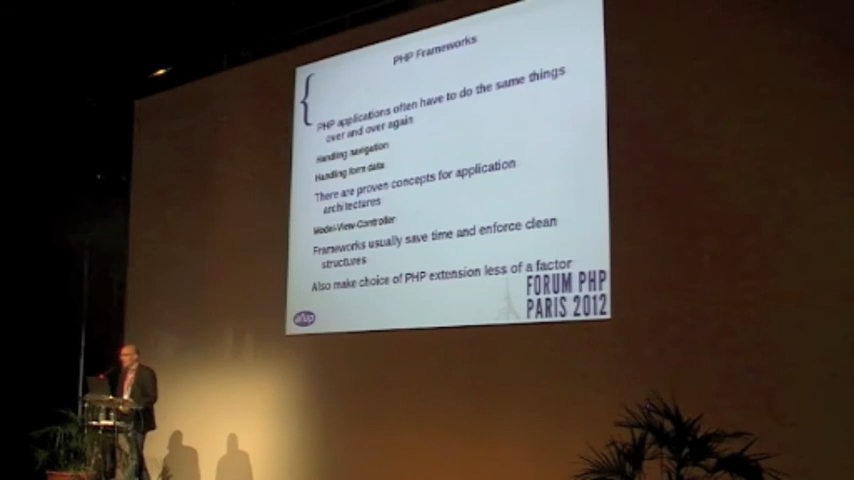 PHP Frameworks
{
PHP applications often have to do the same things
over and over again
Handling navigation
Handling form data
There are proven concepts for application
architectures
Model-View-Controller
Frameworks usually save time and enforce clean
structures
Also make choice of PHP extension less of a factor
FORUM PHP
PARIS 2012
afup